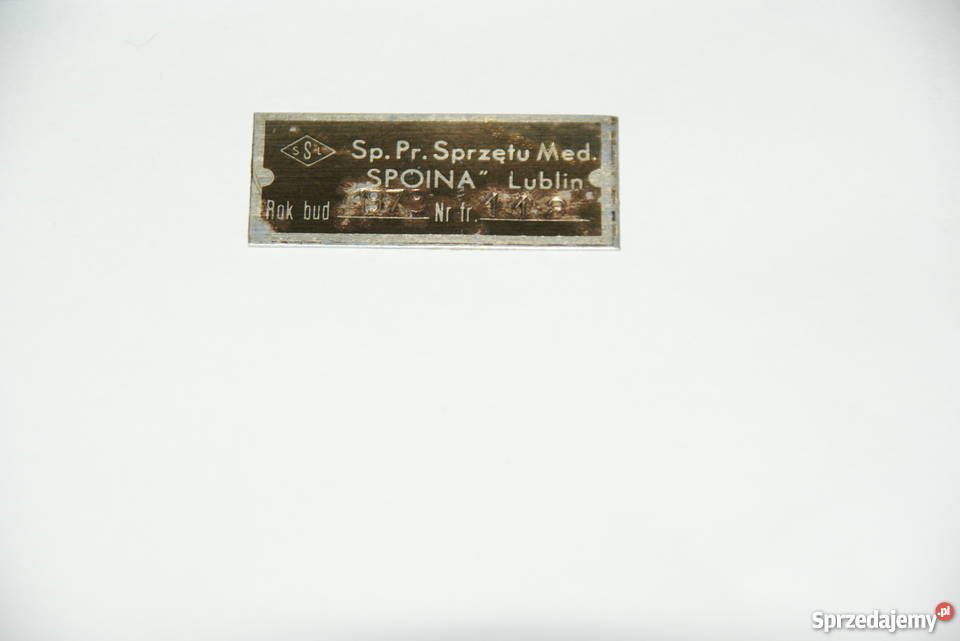 SSL Sp. Pr. Sprzętu Med.
SPOINA" Lublin
Rok bud Nr fr.
Sprzedajemy.pl